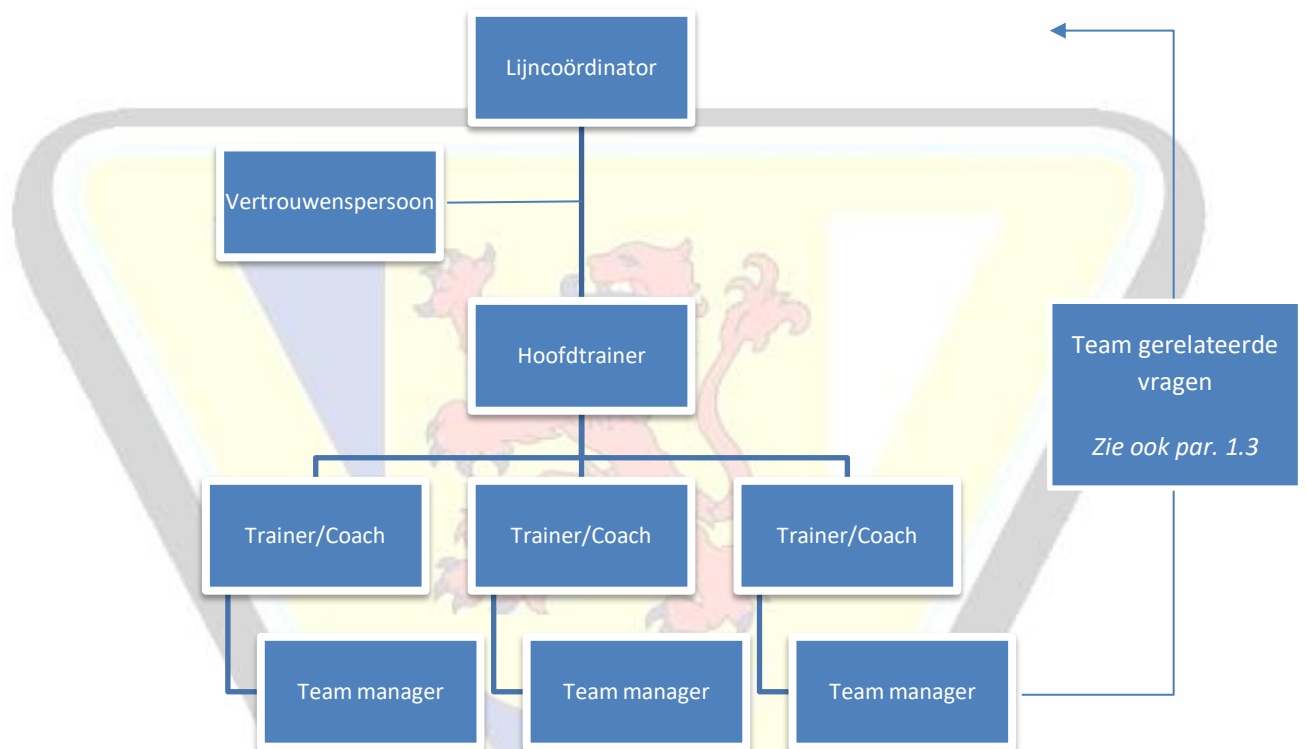 Lijncoördinator
Vertrouwenspersoon
Hoofdtrainer
Team gerelateerde
vragen
Zie ook par. 1.3
Trainer/Coach
Trainer/Coach
Trainer/Coach
Team manager
Team manager
Team manager